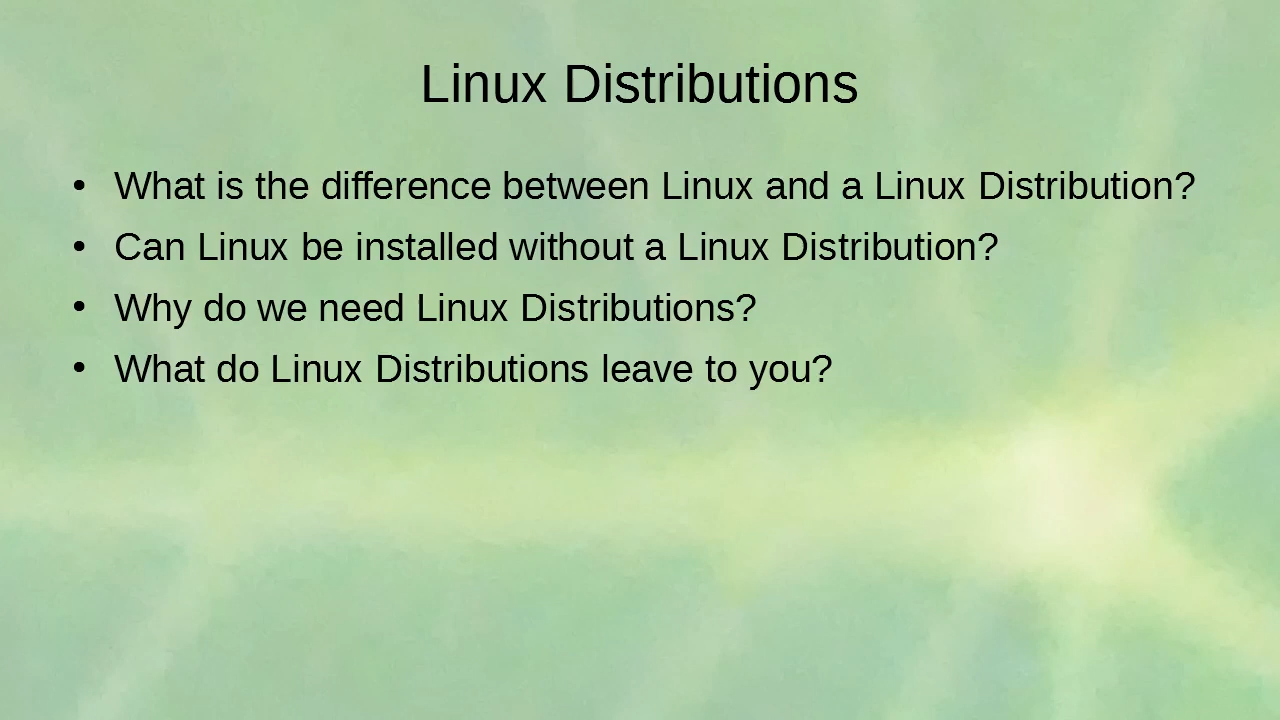 Linux Distributions
• What is the difference between Linux and a Linux Distribution?
• Can Linux be installed without a Linux Distribution?
• Why do we need Linux Distributions?
• What do Linux Distributions leave to you?